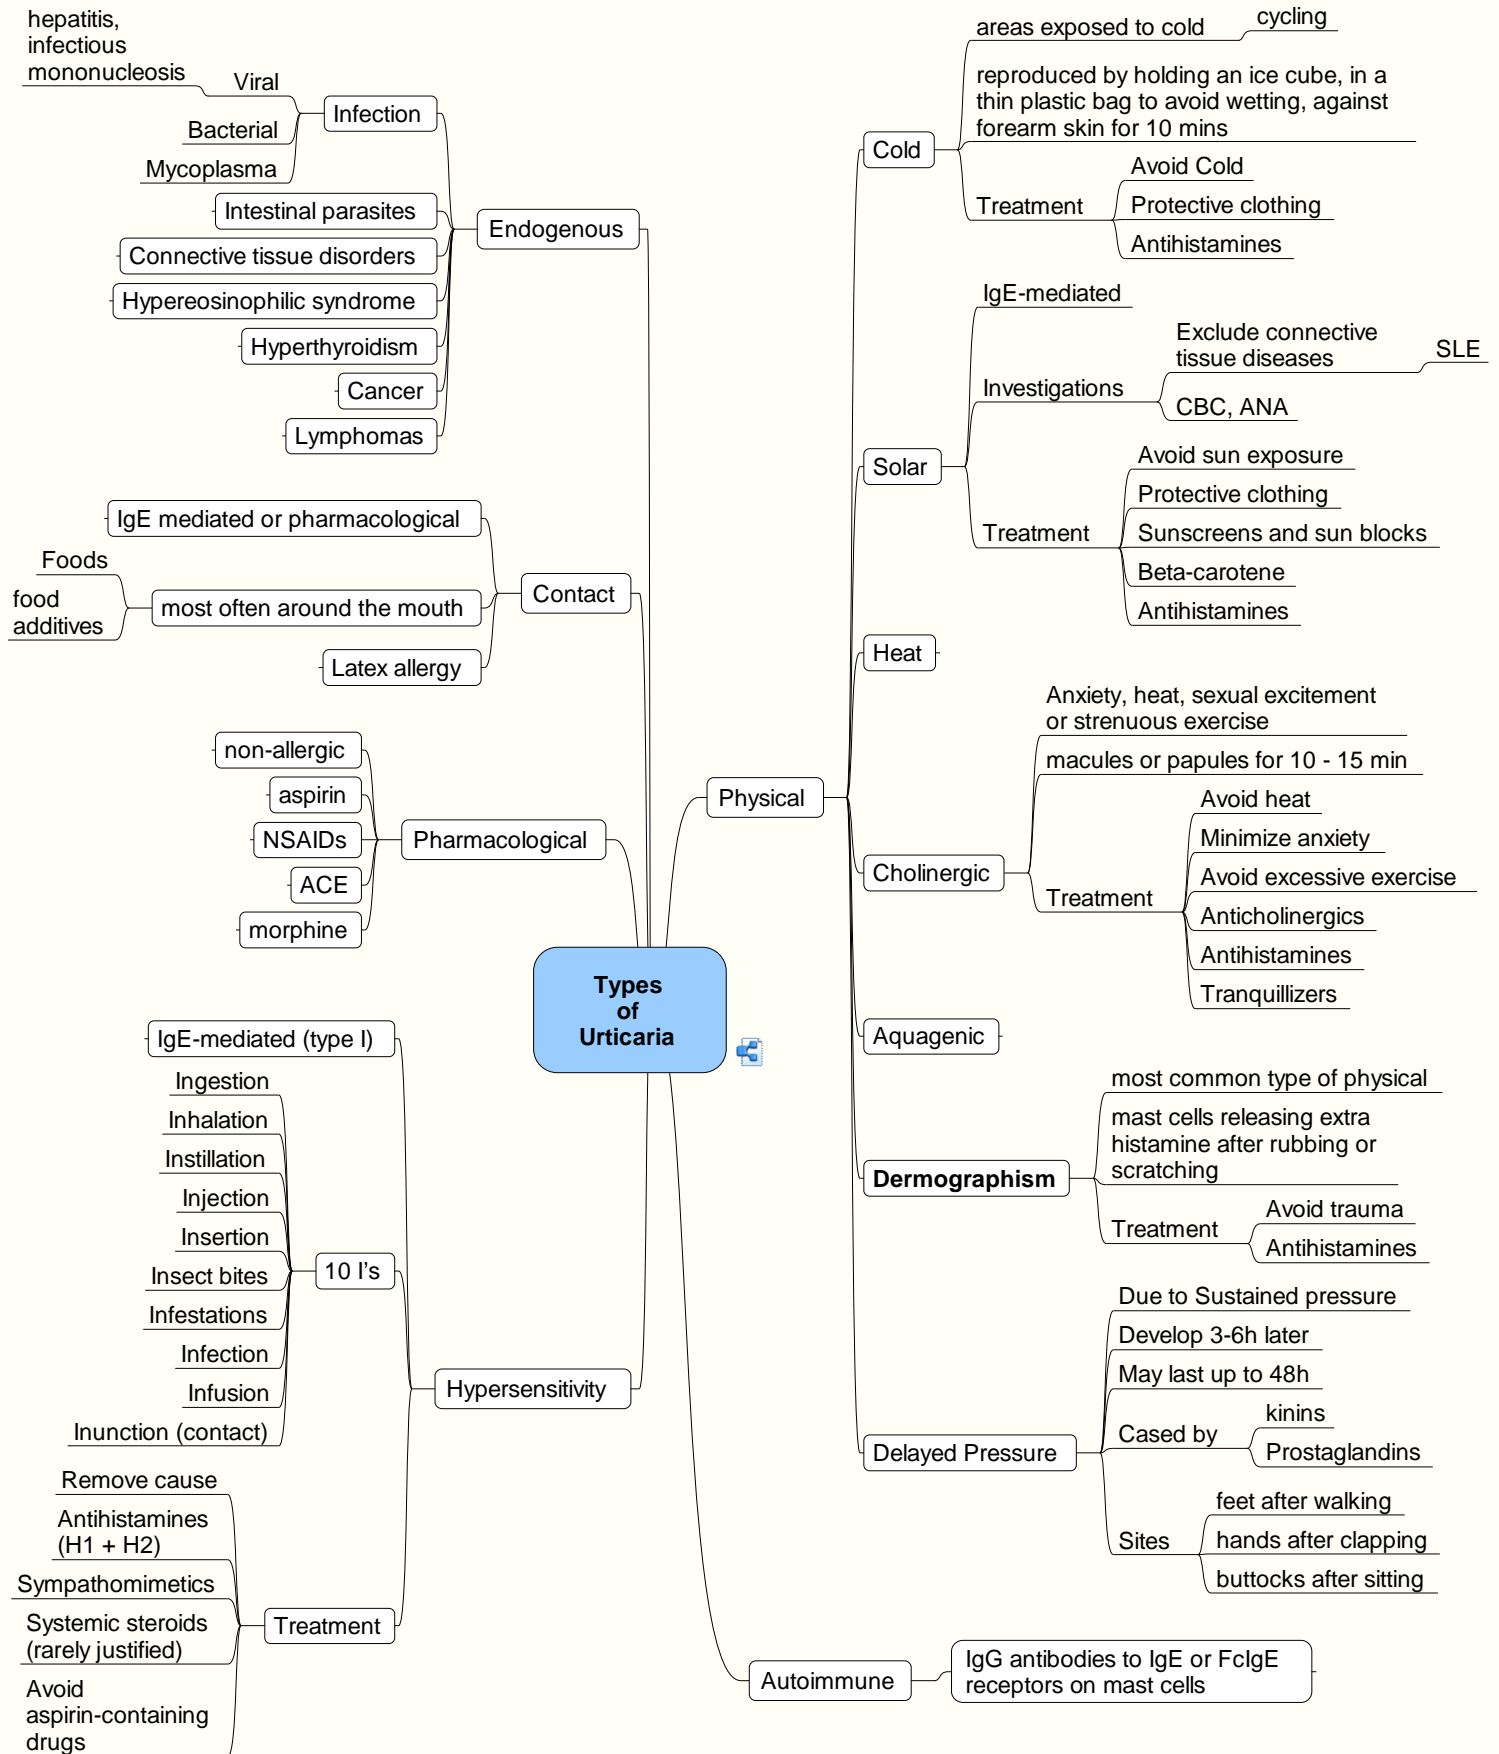 Types
of
Urticaria
Physical
Cold
areas exposed to cold
cycling
reproduced by holding an ice cube, in a
thin plastic bag to avoid wetting, against
forearm skin for 10 mins
Treatment
Avoid Cold
Protective clothing
Antihistamines
Solar
IgE-mediated
Investigations
Exclude connective
tissue diseases
SLE
CBC, ANA
Treatment
Avoid sun exposure
Protective clothing
Sunscreens and sun blocks
Beta-carotene
Antihistamines
Heat
Cholinergic
Anxiety, heat, sexual excitement
or strenuous exercise
macules or papules for 10 - 15 min
Treatment
Avoid heat
Minimize anxiety
Avoid excessive exercise
Anticholinergics
Antihistamines
Tranquillizers
Aquagenic
Dermographism
most common type of physical
mast cells releasing extra
histamine after rubbing or
scratching
Treatment
Avoid trauma
Antihistamines
Delayed Pressure
Due to Sustained pressure
Develop 3-6h later
May last up to 48h
Cased by
kinins
Prostaglandins
Sites
feet after walking
hands after clapping
buttocks after sitting
Autoimmune
IgG antibodies to IgE or FcIgE
receptors on mast cells
Endogenous
Infection
Viral
hepatitis,
infectious
mononucleosis
Bacterial
Mycoplasma
Intestinal parasites
Connective tissue disorders
Hypereosinophilic syndrome
Hyperthyroidism
Cancer
Lymphomas
Contact
IgE mediated or pharmacological
most often around the mouth
Foods
food
additives
Latex allergy
Pharmacological
non-allergic
aspirin
NSAIDs
ACE
morphine
Hypersensitivity
IgE-mediated (type I)
10 I's
Ingestion
Inhalation
Instillation
Injection
Insertion
Insect bites
Infestations
Infection
Infusion
Inunction (contact)
Treatment
Remove cause
Antihistamines
(H1 + H2)
Sympathomimetics
Systemic steroids
(rarely justified)
Avoid
aspirin-containing
drugs